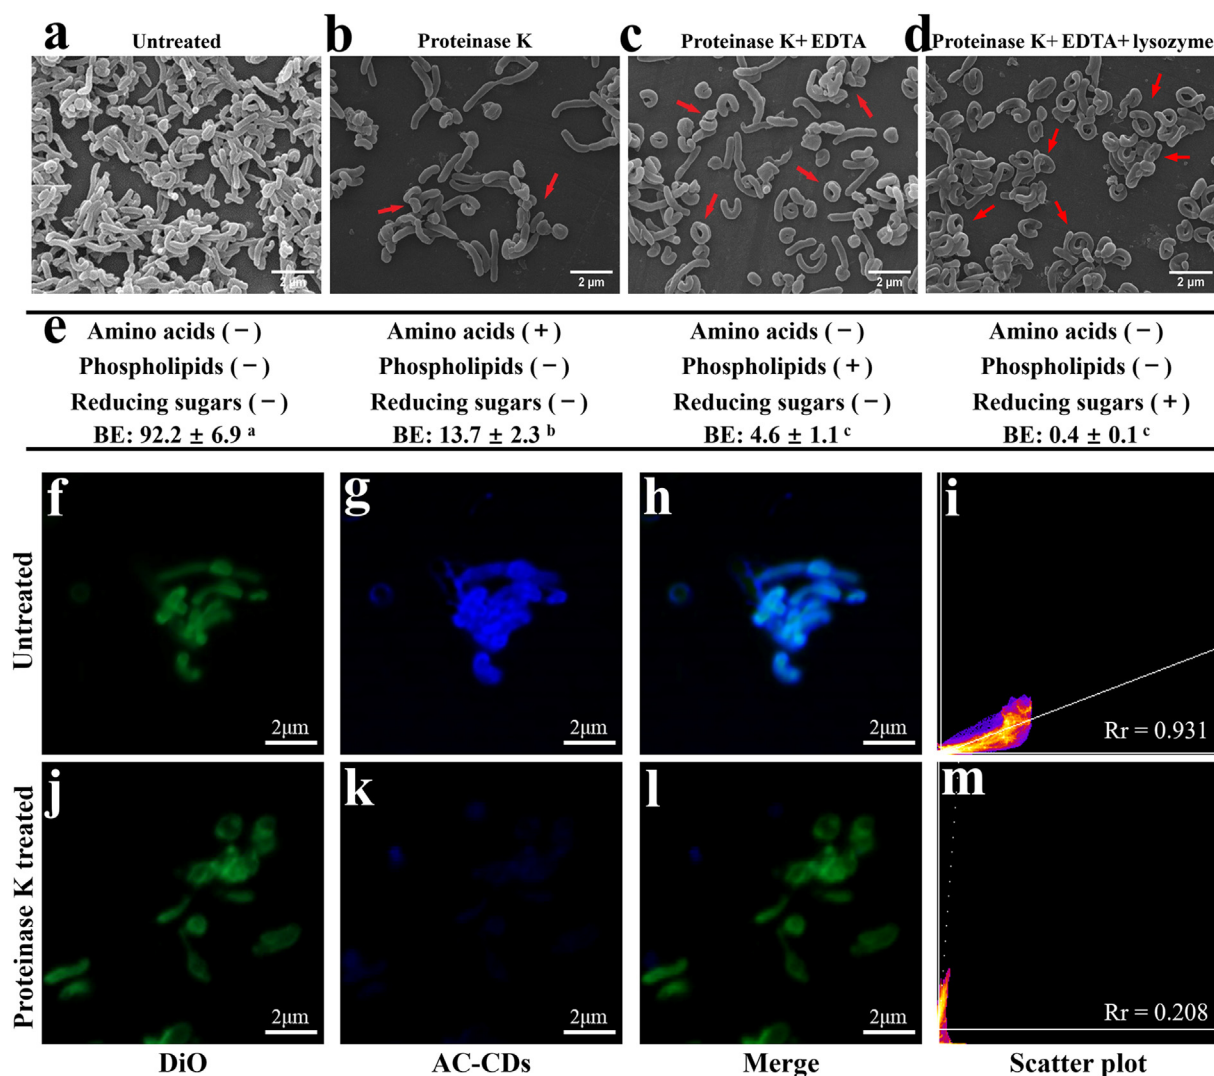 a Untreated
b Proteinase K
c Proteinase K+ EDTA
d Proteinase K+ EDTA+ lysozyme
2 μm
2 μm
2 μm
2 μm
e
Amino acids (−)
Phospholipids (−)
Reducing sugars (−)
BE: 92.2 ± 6.9 a
Amino acids (+)
Phospholipids (−)
Reducing sugars (−)
BE: 13.7 ± 2.3 b
Amino acids (−)
Phospholipids (+)
Reducing sugars (−)
BE: 4.6 ± 1.1 c
Amino acids (−)
Phospholipids (−)
Reducing sugars (+)
BE: 0.4 ± 0.1 c
Untreated
f
2μm
g
2μm
h
2μm
i
Rr = 0.931
Proteinase K treated
j
2μm
k
2μm
l
2μm
m
Rr = 0.208
DiO
AC-CDs
Merge
Scatter plot